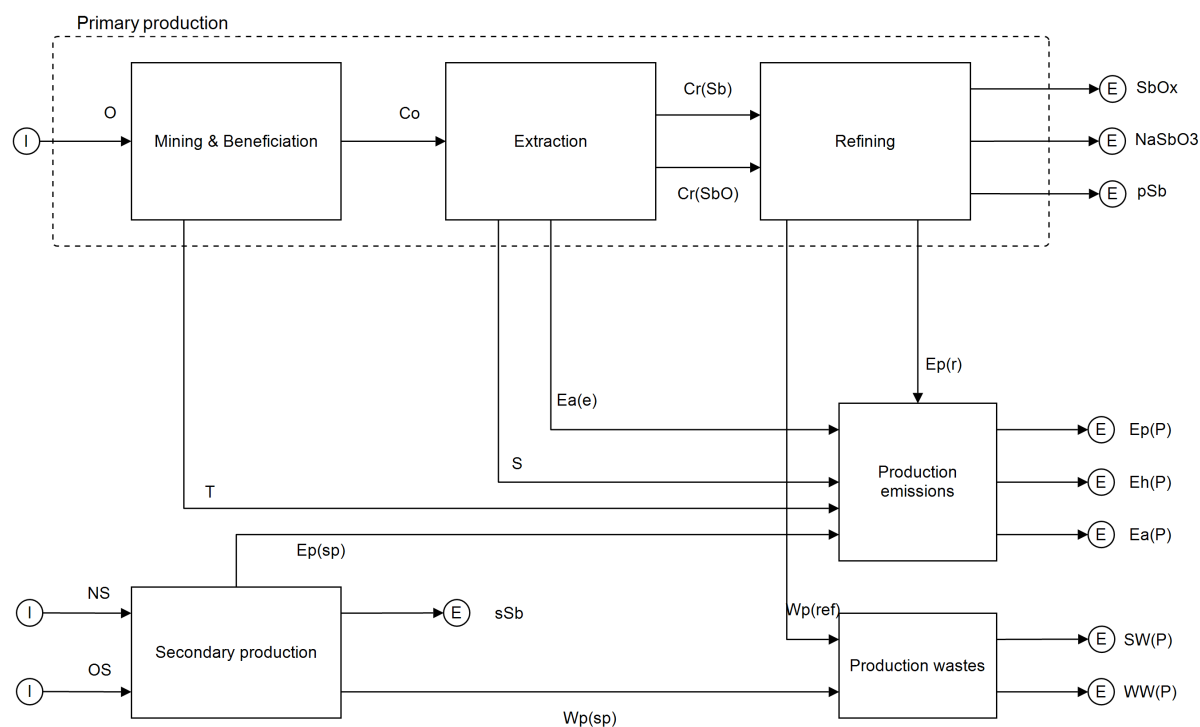 Primary production
O
Co
Cr(Sb)
Cr(SbO)
SbOx
NaSbO3
pSb
I
Mining & Beneficiation
Extraction
Refining
E
E
E
Ep(r)
Ea(e)
S
T
Ep(sp)
Production
emissions
E
Ep(P)
E
Eh(P)
E
Ea(P)
NS
I
OS
I
Secondary production
E
sSb
Wp(ref)
Wp(sp)
Production wastes
E
SW(P)
E
WW(P)